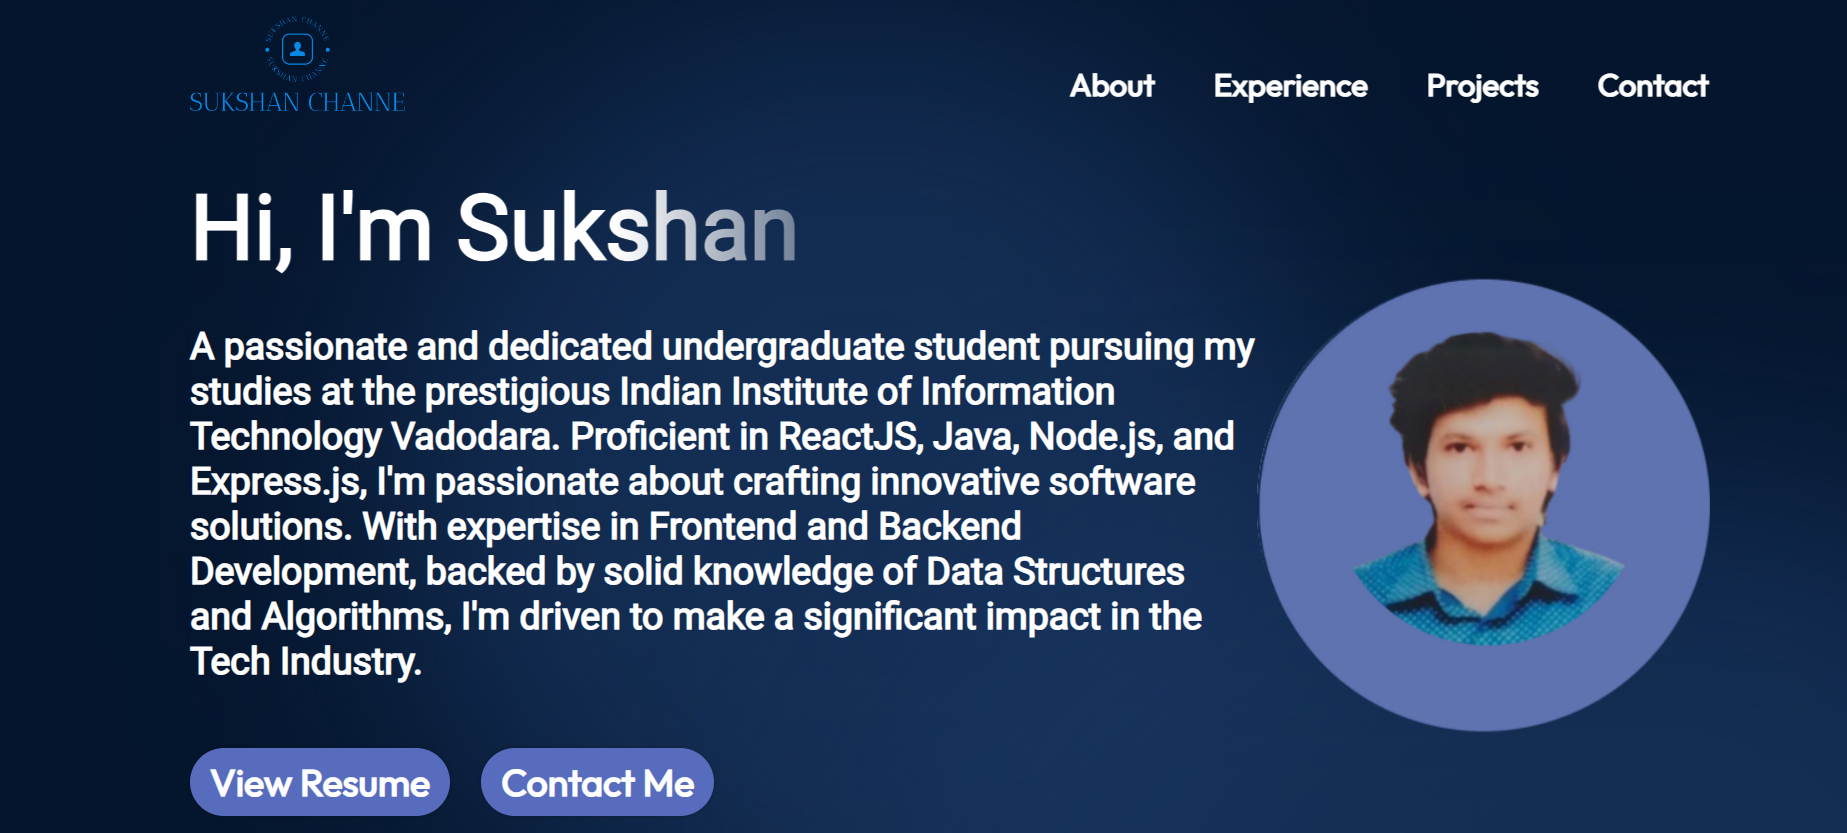 SUKSHAN CHANNE
SUKSHAN CHANNE
SUKSHAN CHANNE
About
Experience
Projects
Contact
Hi, I'm Sukshan
A passionate and dedicated undergraduate student pursuing my
studies at the prestigious Indian Institute of Information
Technology Vadodara. Proficient in ReactJS, Java, Node.js, and
Express.js, I'm passionate about crafting innovative software
solutions. With expertise in Frontend and Backend
Development, backed by solid knowledge of Data Structures
and Algorithms, I'm driven to make a significant impact in the
Tech Industry.
View Resume
Contact Me